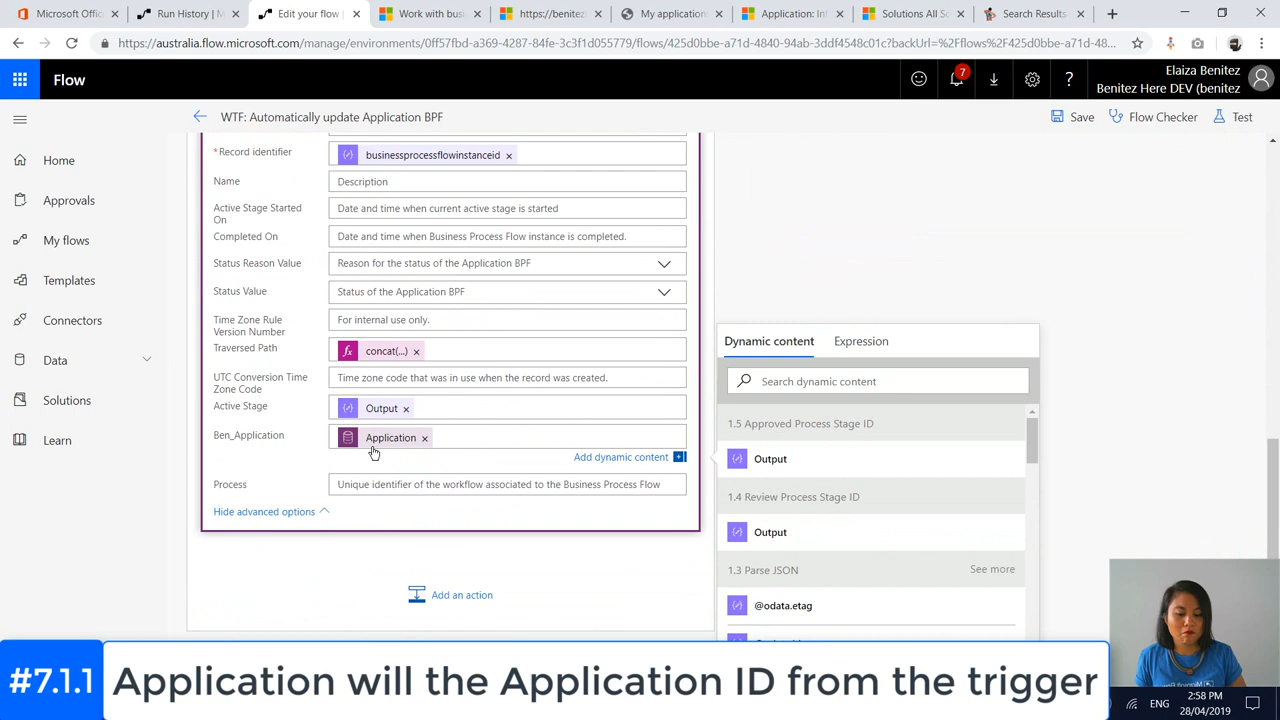 Microsoft Office
Run History | M
Edit your flow |
Work with busi
https://benitez
My application:
Application: Inf
Solutions All So
Search Results
https://australia.flow.microsoft.com/manage/environments/0ff57fbd-a369-4287-84fe-3c3f1d055779/flows/425d0bbe-a71d-4840-94ab-3ddf4548c01c?backUrl=%2Fflows%2F425d0bbe-a71d-48...
Flow
7
?
Elaiza Benitez
Benitez Here DEV (benitez
WTF: Automatically update Application BPF
Save
Flow Checker
Test
Home
Approvals
My flows
Templates
Connectors
Data
Solutions
Learn
*Record identifier
businessprocessflowinstanceid ×
Name
Description
Active Stage Started On
Date and time when current active stage is started
Completed On
Date and time when Business Process Flow instance is completed.
Status Reason Value
Reason for the status of the Application BPF
Status Value
Status of the Application BPF
Time Zone Rule Version Number
For internal use only.
Traversed Path
fx concat(...) ×
UTC Conversion Time Zone Code
Time zone code that was in use when the record was created.
Active Stage
Output ×
Ben_Application
Application ×
Add dynamic content
Process
Unique identifier of the workflow associated to the Business Process Flow
Hide advanced options
Add an action
Dynamic content
Expression
Search dynamic content
1.5 Approved Process Stage ID
Output
1.4 Review Process Stage ID
Output
1.3 Parse JSON
See more
@odata.etag
#7.1.1
Application will the Application ID from the trigger
ENG
2:58 PM
28/04/2019